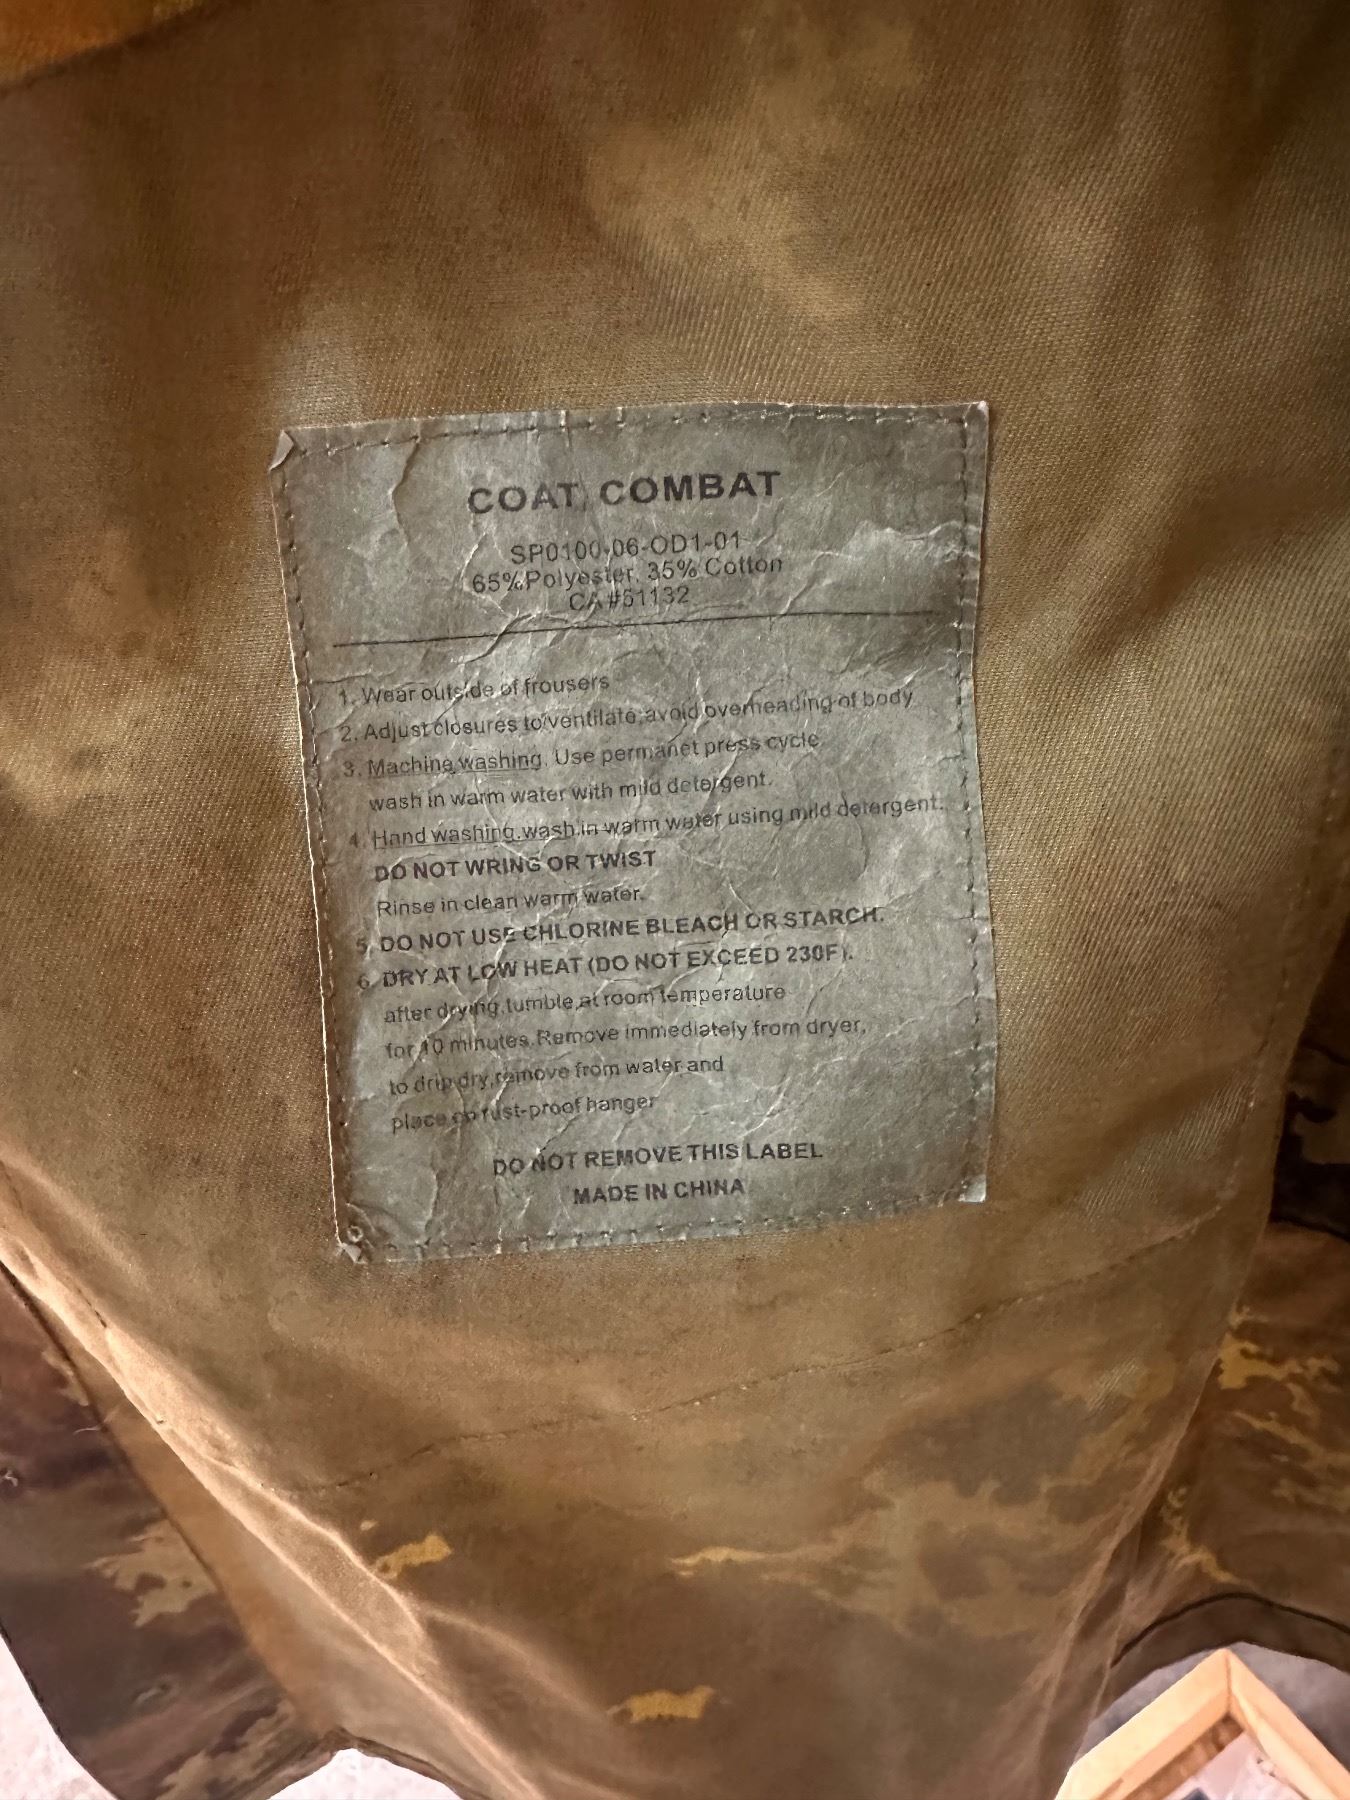 COAT, COMBAT
SP0100-06-OD1-01
65%Polyester, 35% Cotton
CA #51132
1. Wear outside of frousers
2. Adjust closures to ventilate,avoid overheading of body
3. Machine washing. Use permanet press cycle
wash in warm water with mild detergent.
4. Hand washing.wash.in warm water using mild detergent.
DO NOT WRING OR TWIST
Rinse in clean warm water.
5. DO NOT USE CHLORINE BLEACH OR STARCH.
6. DRY AT LOW HEAT (DO NOT EXCEED 230F).
after drying,tumble,at room temperature
for 10 minutes.Remove immediately from dryer,
to drip dry,remove from water and
place on rust-proof hanger
DO NOT REMOVE THIS LABEL
MADE IN CHINA